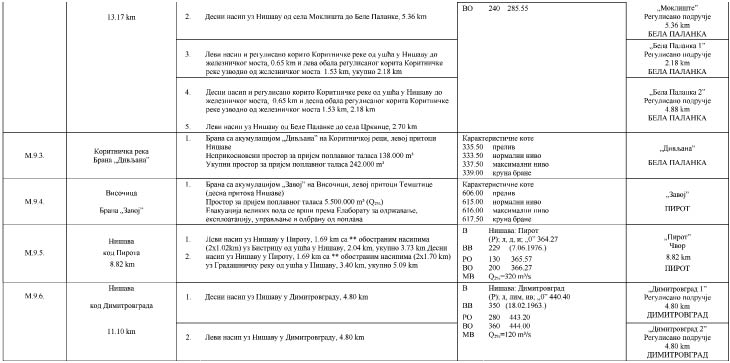 13.17 km
2. Десни насип уз Нишаву од села Моклишта до Беле Паланке, 5.36 km
ВО 240 285.55
„Моклиште”
Регулисано подручје
5.36 km
БЕЛА ПАЛАНКА
3. Леви насип и регулисано корито Коритничке реке од ушћа у Нишаву до
железничког моста, 0.65 km и лева обала регулисаног корита Коритничке
реке узводно од железничког моста 1.53 km, укупно 2.18 km
„Бела Паланка 1”
Регулисано подручје
2.18 km
БЕЛА ПАЛАНКА
4. Десни насип и регулисано корито Коритничке реке од ушћа у Нишаву до
железничког моста, 0.65 km и десна обала регулисаног корита Коритничке
реке узводно од железничког моста 1.53 km, 2.18 km
5. Леви насип уз Нишаву од Беле Паланке до села Црклице, 2.70 km
„Бела Паланка 2”
Регулисано подручје
4.88 km
БЕЛА ПАЛАНКА
М.9.3.
Коритничка река
Брана „Дивљана”
1. Брана са акумулацијом „Дивљана” на Коритничкој реци, левој притоци
Нишаве
Неприкосновени простор за пријем поплавног таласа 138.000 m³
Укупни простор за пријем поплавног таласа 242.000 m³
Карактеристичне коте
335.50 прелив
333.50 нормални ниво
337.50 максимални ниво
339.00 круна бране
„Дивљана”
БЕЛА ПАЛАНКА
М.9.4.
Височица
Брана „Завој”
1. Брана са акумулацијом „Завој” на Височици, левој притоци Темштице
(десна притока Нишаве)
Простор за пријем поплавног таласа 5.500.000 m³ (Q2%)
Евакуација великих вода се врши према Елаборату за одржавање,
експлоатацију, управљање и одбрану од поплава
Карактеристичне коте
606.00 прелив
615.00 нормални ниво
616.00 максимални ниво
617.50 круна бране
„Завој”
ПИРОТ
М.9.5.
Нишава
код Пирота
8.82 km
1. Леви насип уз Нишаву у Пироту, 1.69 km са ** обостраним насипима
(2x1.02km) уз Бистрицу од ушћа у Нишаву, 2.04 km, укупно 3.73 km Десни
2. насип уз Нишаву у Пироту, 1.69 km са ** обостраним насипима (2x1.70 km)
уз Градашничку реку од ушћа у Нишаву, 3.40 km, укупно 5.09 km
В Нишава: Пирот
(Р); л, д, и; „0” 364.27
ВВ 229 (7.06.1976.)
РО 130 365.57
ВО 200 366.27
МВ Q2%=320 m³/s
„Пирот”
Чвор
8.82 km
ПИРОТ
М.9.6.
Нишава
код Димитровграда
11.10 km
1. Десни насип уз Нишаву у Димитровграду, 4.80 km
В Нишава: Димитровград
(Р); л, лим, ив; „0” 440.40
ВВ 350 (18.02.1963.)
РО 280 443.20
ВО 360 444.00
МВ Q2%=120 m³/s
„Димитровград 1”
Регулисано подручје
4.80 km
ДИМИТРОВГРАД
2. Леви насип уз Нишаву у Димитровграду, 4.80 km
„Димитровград 2”
Регулисано подручје
4.80 km
ДИМИТРОВГРАД